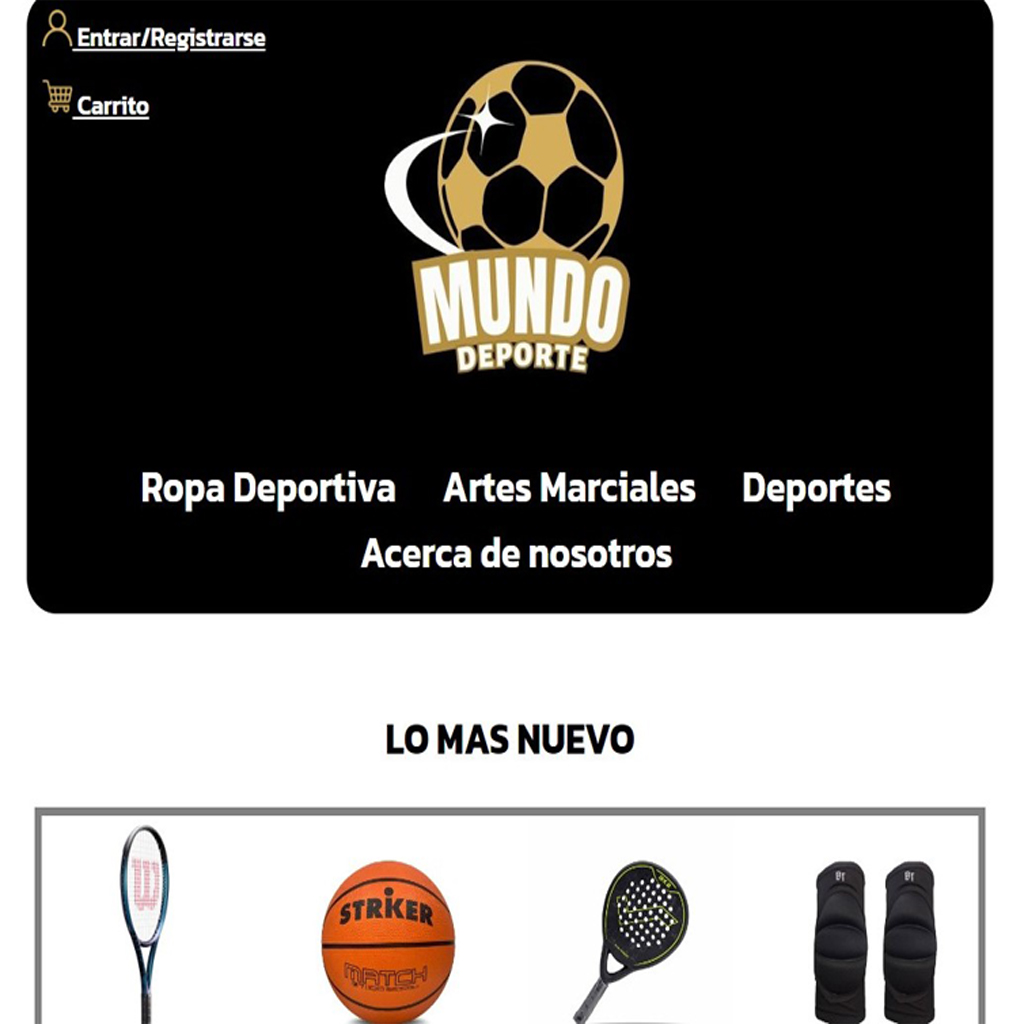 Entrar/Registrarse
Carrito
MUNDO
DEPORTE
Ropa Deportiva Artes Marciales Deportes
Acerca de nosotros
LO MAS NUEVO
W
STRIKER
MATCH